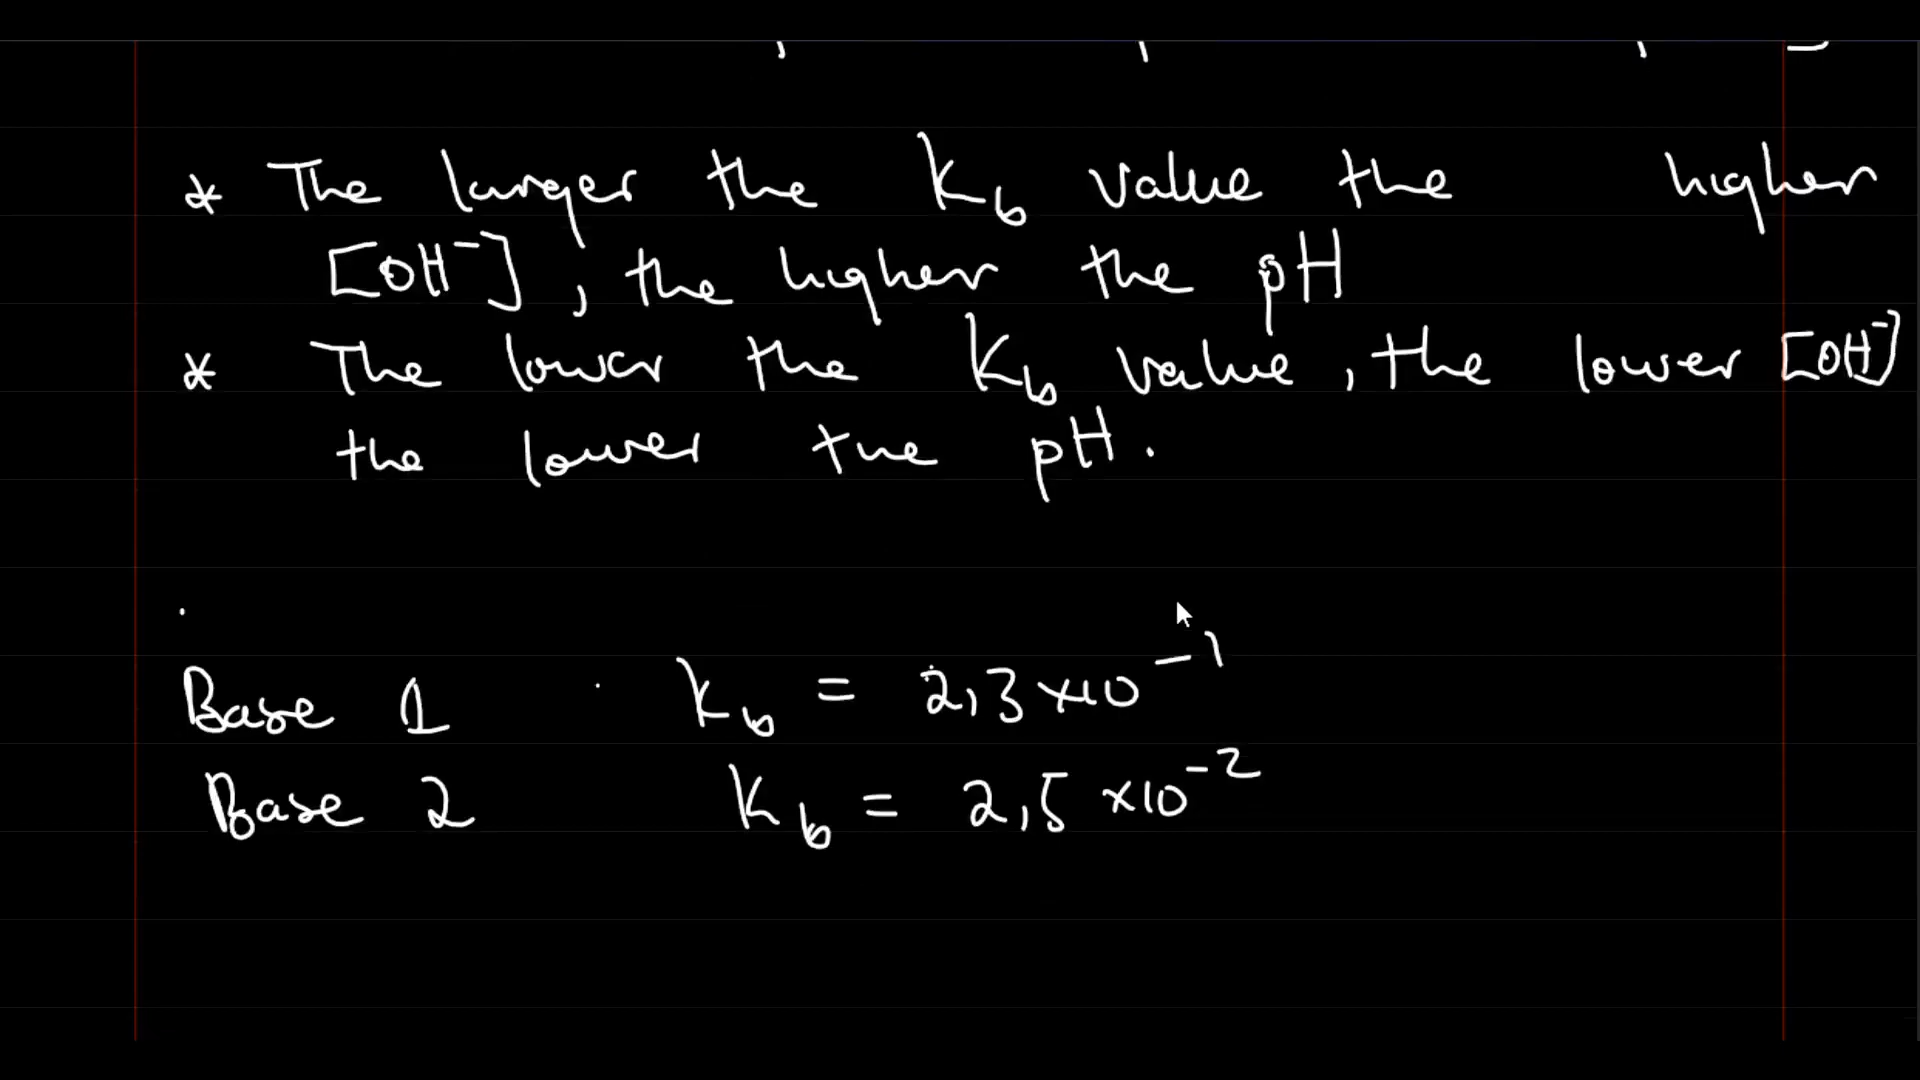 * The larger the Kb value the higher
[OH⁻], the higher the pH
* The lower the Kb value, the lower [OH⁻]
the lower the pH.
Base 1 Kb = 2,3 ×10⁻¹
Base 2 Kb = 2,5 ×10⁻²